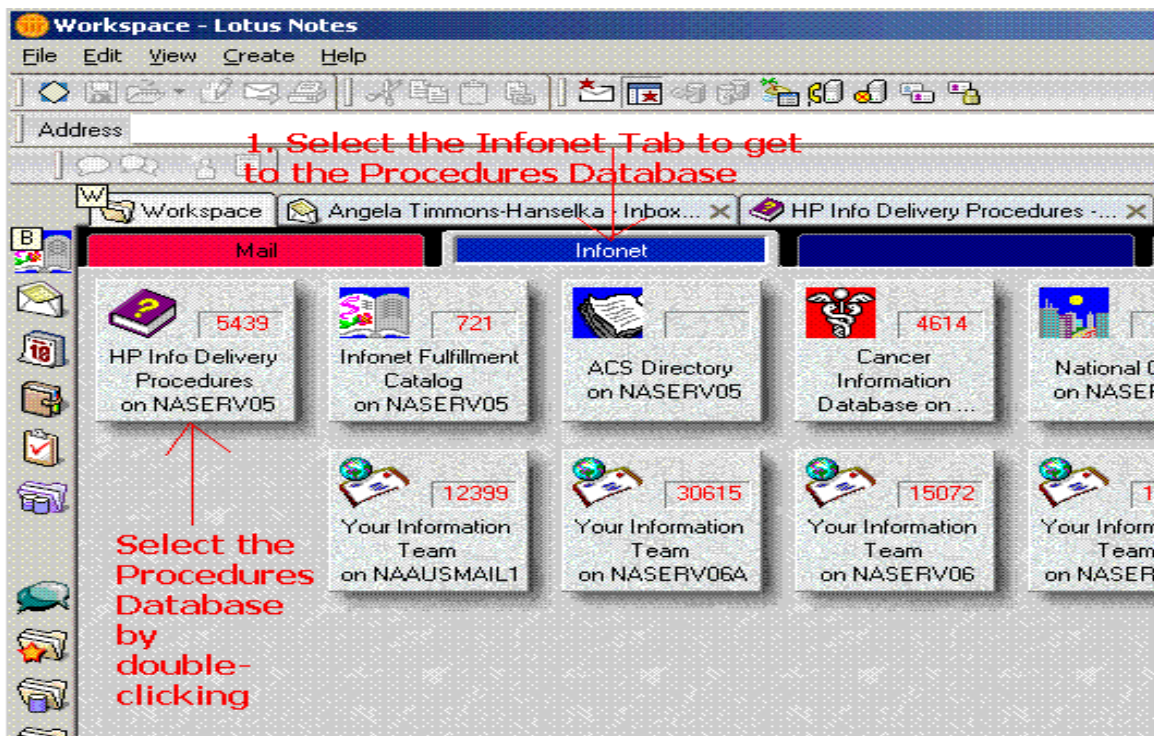 Workspace - Lotus Notes
File Edit View Create Help
Address
1. Select the Infonet Tab to get
to the Procedures Database
W
Workspace
Angela Timmons-Hanselka - Inbox...
HP Info Delivery Procedures -...
B
Mail
Infonet
5439
HP Info Delivery
Procedures
on NASERV05
721
Infonet Fulfillment
Catalog
on NASERV05
ACS Directory
on NASERV05
4614
Cancer
Information
Database on ...
National
on NASER
18
12399
Your Information
Team
on NAAUSMAIL1
30615
Your Information
Team
on NASERV06A
15072
Your Information
Team
on NASERV06
1
Your Inform
Team
on NASER
Select the
Procedures
Database
by
double-
clicking